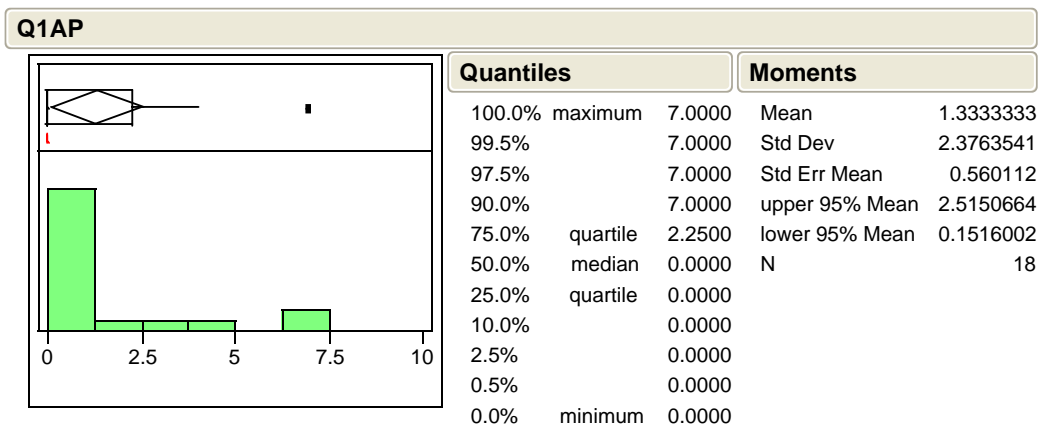 Q1AP
0 2.5 5 7.5 10
Quantiles
100.0% maximum 7.0000
99.5% 7.0000
97.5% 7.0000
90.0% 7.0000
75.0% quartile 2.2500
50.0% median 0.0000
25.0% quartile 0.0000
10.0% 0.0000
2.5% 0.0000
0.5% 0.0000
0.0% minimum 0.0000
Moments
Mean 1.3333333
Std Dev 2.3763541
Std Err Mean 0.560112
upper 95% Mean 2.5150664
lower 95% Mean 0.1516002
N 18